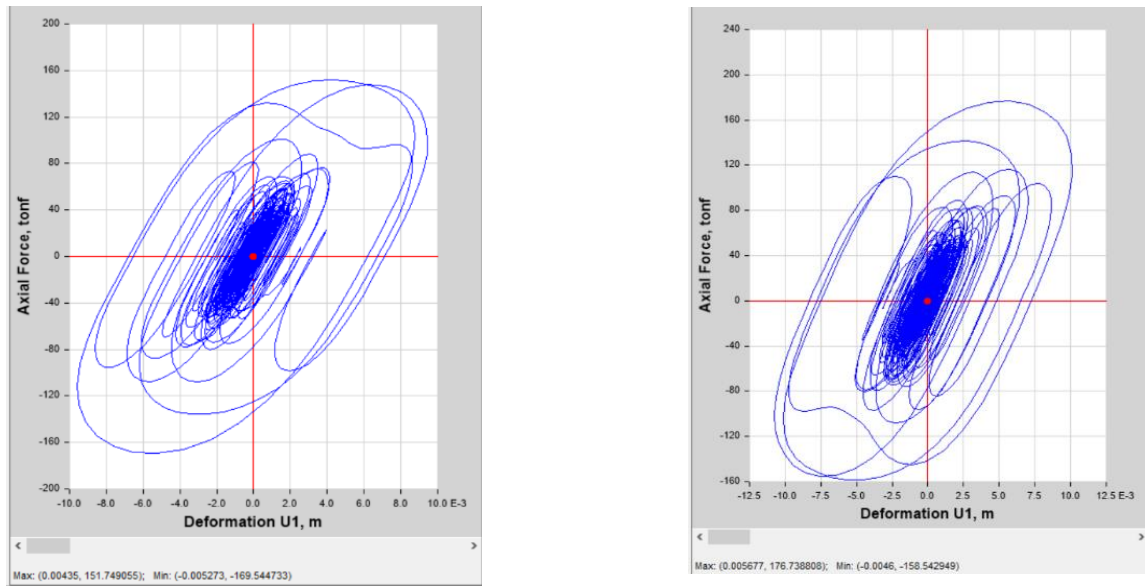 200
160
120
80
40
0
-40
-80
-120
-160
-200
Axial Force, tonf
-10.0 -8.0 -6.0 -4.0 -2.0 0.0 2.0 4.0 6.0 8.0 10.0 E-3
Deformation U1, m
Max: (0.00435, 151.749055); Min: (-0.005273, -169.544733)
240
200
160
120
80
40
0
-40
-80
-120
-160
Axial Force, tonf
-12.5 -10.0 -7.5 -5.0 -2.5 0.0 2.5 5.0 7.5 10.0 12.5 E-3
Deformation U1, m
Max: (0.005677, 176.738808); Min: (-0.0046, -158.542949)